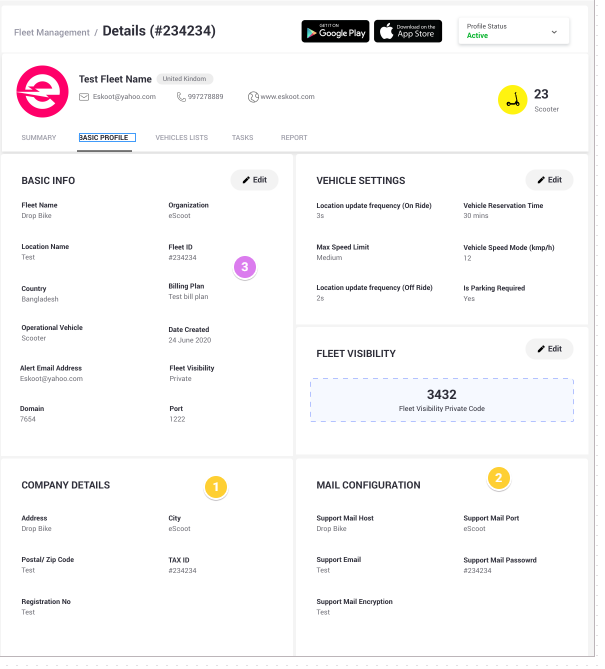 Fleet Management / Details (#234234)
GET IT ON
Google Play
Download on the
App Store
Profile Status
Active
Test Fleet Name
United Kindom
Eskoot@yahoo.com
997278889
www.eskoot.com
23
Scooter
SUMMARY
BASIC PROFILE
VEHICLES LISTS
TASKS
REPORT
BASIC INFO
Edit
Fleet Name
Drop Bike
Organization
eScoot
Location Name
Test
Fleet ID
#234234
3
Country
Bangladesh
Billing Plan
Test bill plan
Operational Vehicle
Scooter
Date Created
24 June 2020
Alert Email Address
Eskoot@yahoo.com
Fleet Visibility
Private
Domain
7654
Port
1222
VEHICLE SETTINGS
Edit
Location update frequency (On Ride)
3s
Vehicle Reservation Time
30 mins
Max Speed Limit
Medium
Vehicle Speed Mode (kmp/h)
12
Location update frequency (Off Ride)
2s
Is Parking Required
Yes
FLEET VISIBILITY
Edit
3432
Fleet Visibility Private Code
COMPANY DETAILS
1
Address
Drop Bike
City
eScoot
Postal/ Zip Code
Test
TAX ID
#234234
Registration No
Test
MAIL CONFIGURATION
2
Support Mail Host
Drop Bike
Support Mail Port
eScoot
Support Email
Test
Support Mail Passowrd
#234234
Support Mail Encryption
Test